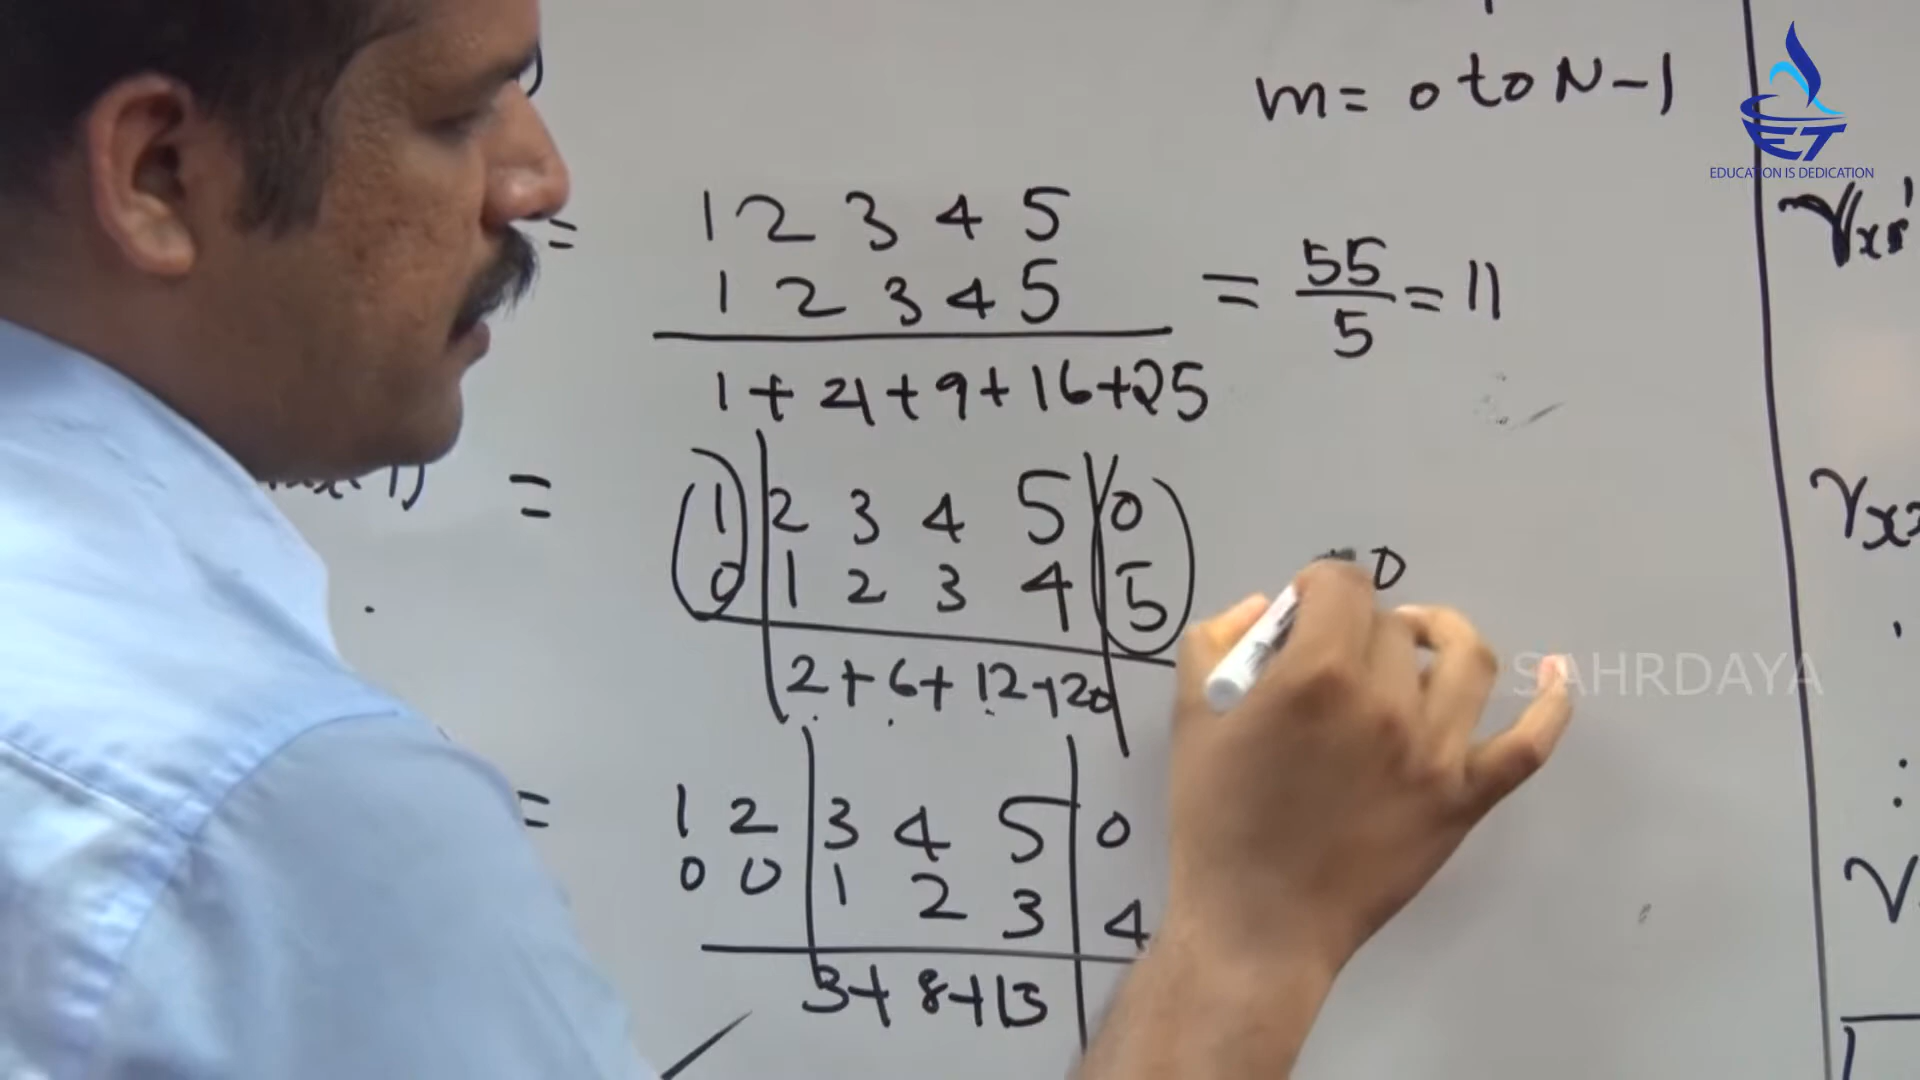 m= 0 to N-1
ET
EDUCATION IS DEDICATION
= 1 2 3 4 5
1 2 3 4 5
= 55/5 = 11
1 + 4 + 9 + 16 + 25
= 1 2 3 4 5 0
0 1 2 3 4 5
0
2 + 6 + 12 + 20
SAHRDAYA
= 1 2 3 4 5 0
0 0 1 2 3 4
3 + 8 + 15